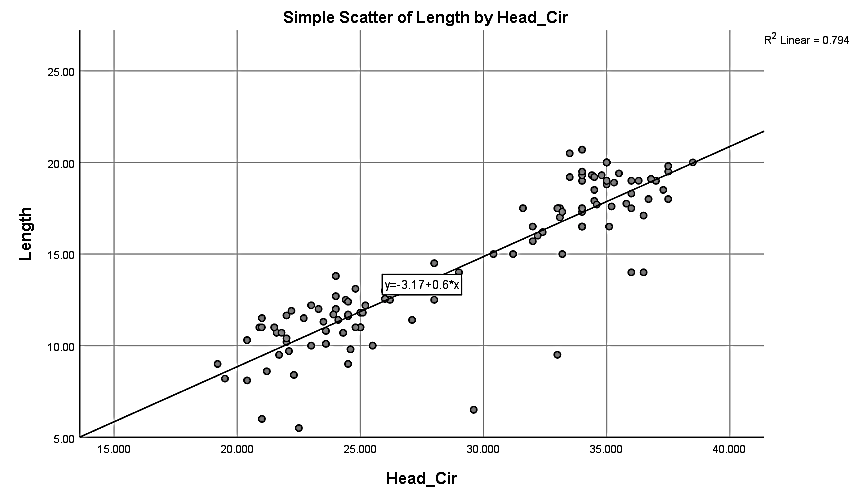 Simple Scatter of Length by Head_Cir
R² Linear = 0.794
25.00
20.00
15.00
10.00
5.00
Length
y=-3.17+0.6*x
15.000
20.000
25.000
30.000
35.000
40.000
Head_Cir